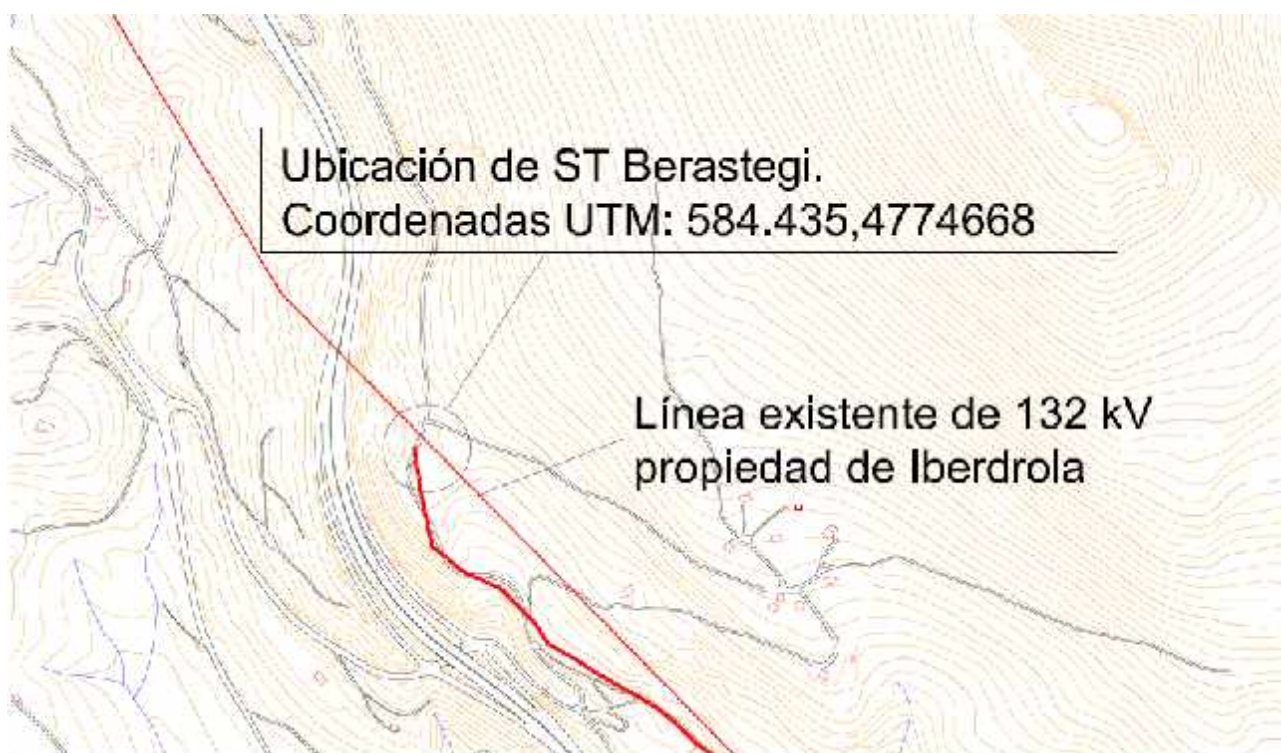 Ubicación de ST Berastegi.
Coordenadas UTM: 584.435,4774668
Línea existente de 132 kV
propiedad de Iberdrola